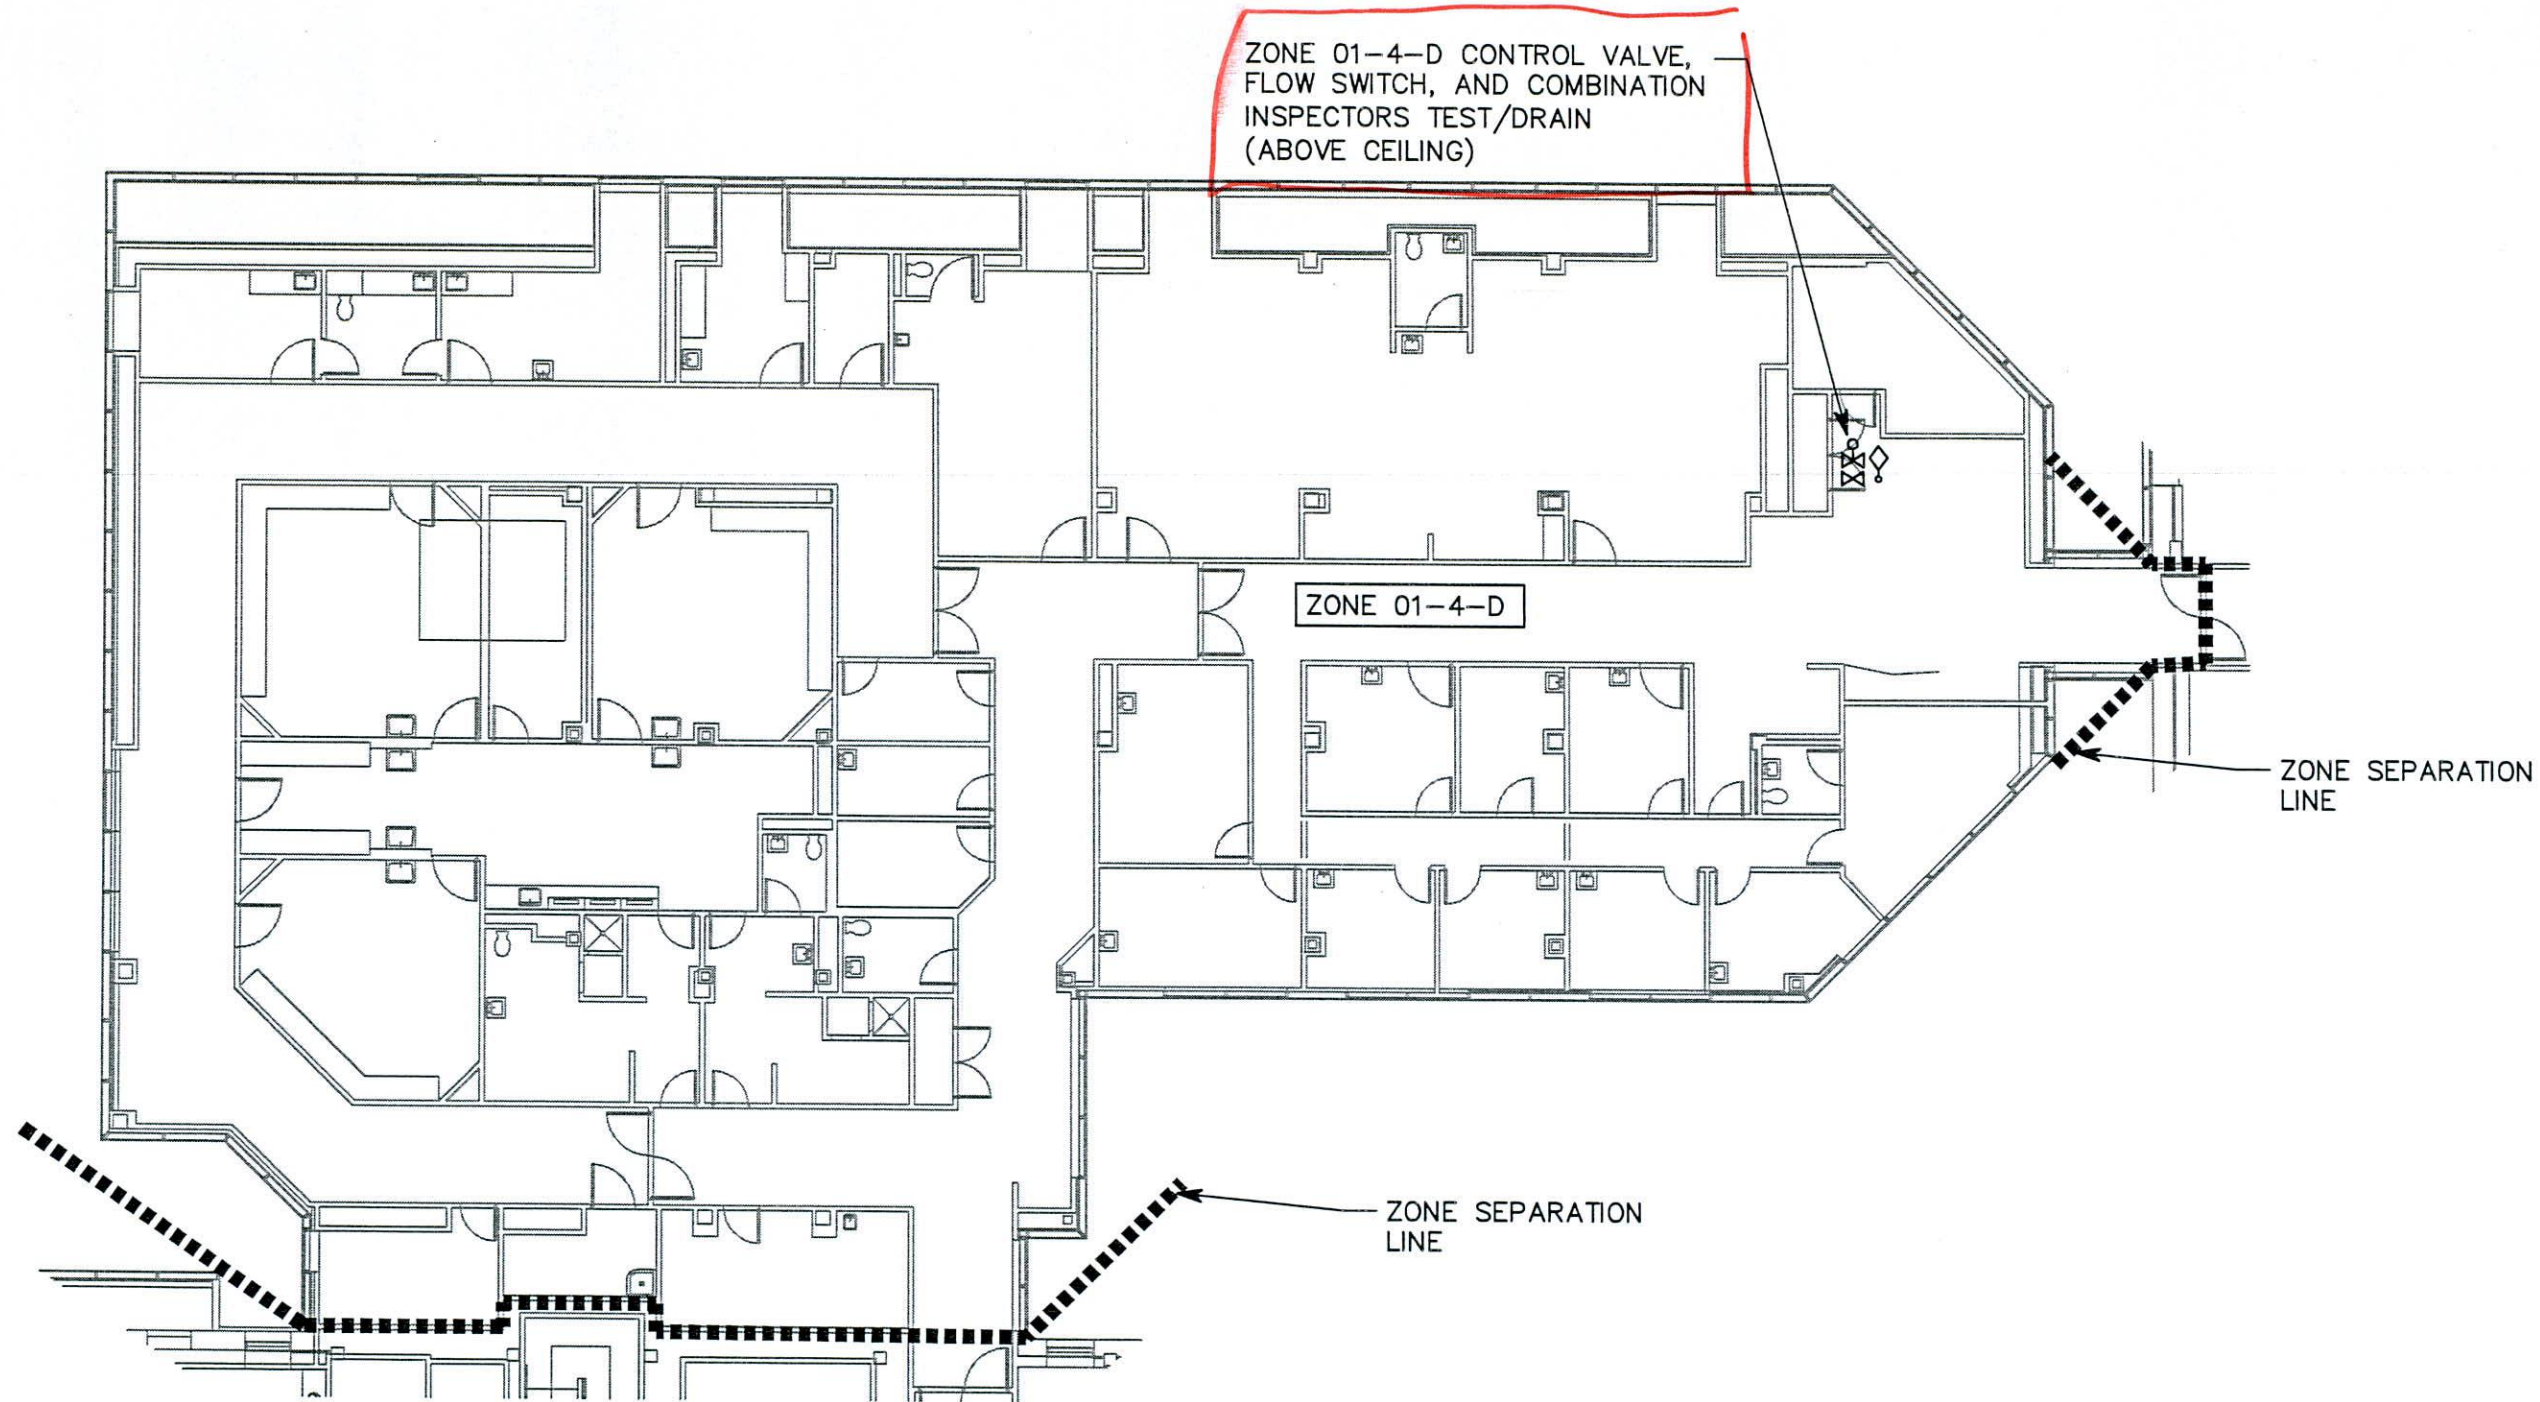 ZONE 01-4-D CONTROL VALVE,
FLOW SWITCH, AND COMBINATION
INSPECTORS TEST/DRAIN
(ABOVE CEILING)
ZONE 01-4-D
ZONE SEPARATION
LINE
ZONE SEPARATION
LINE